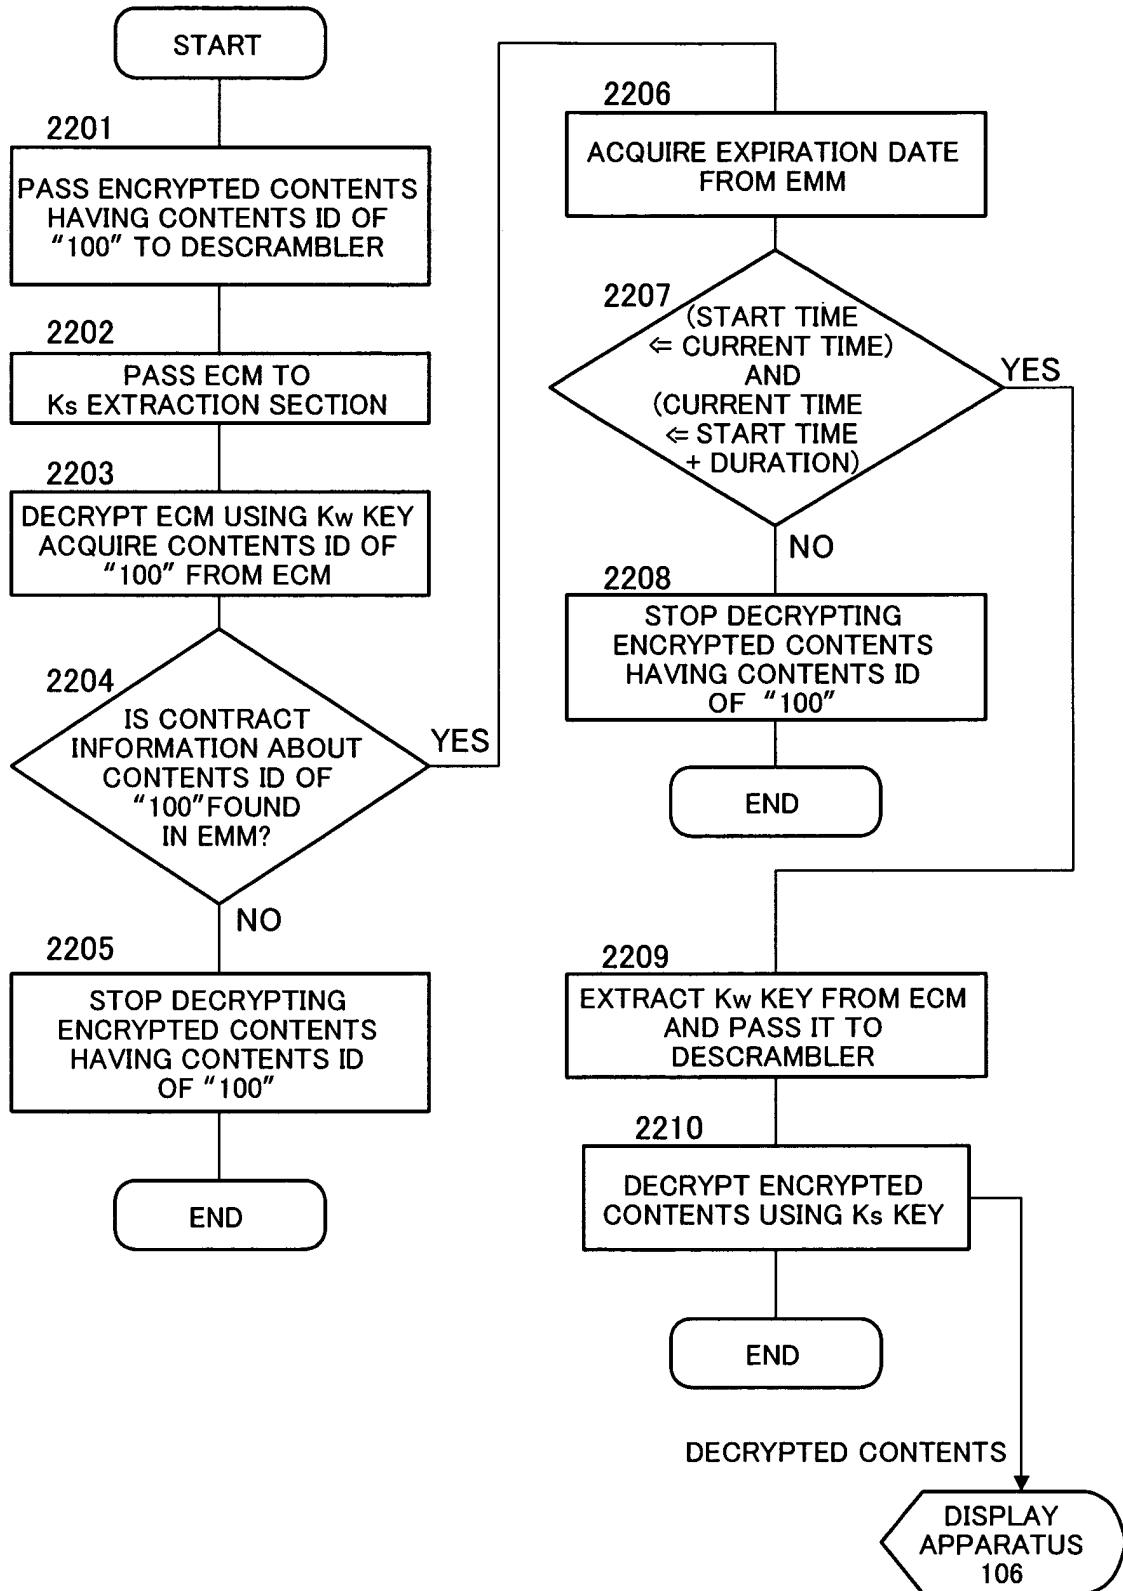 START
2201
PASS ENCRYPTED CONTENTS
HAVING CONTENTS ID OF
“100” TO DESCRAMBLER
2202
PASS ECM TO
Ks EXTRACTION SECTION
2203
DECRYPT ECM USING Kw KEY
ACQUIRE CONTENTS ID OF
“100” FROM ECM
2204
IS CONTRACT
INFORMATION ABOUT
CONTENTS ID OF
“100”FOUND
IN EMM?
YES
NO
2205
STOP DECRYPTING
ENCRYPTED CONTENTS
HAVING CONTENTS ID
OF “100”
END
2206
ACQUIRE EXPIRATION DATE
FROM EMM
2207
(START TIME
⇐ CURRENT TIME)
AND
(CURRENT TIME
⇐ START TIME
+ DURATION)
YES
NO
2208
STOP DECRYPTING
ENCRYPTED CONTENTS
HAVING CONTENTS ID
OF “100”
END
2209
EXTRACT Kw KEY FROM ECM
AND PASS IT TO
DESCRAMBLER
2210
DECRYPT ENCRYPTED
CONTENTS USING Ks KEY
END
DECRYPTED CONTENTS
DISPLAY
APPARATUS
106